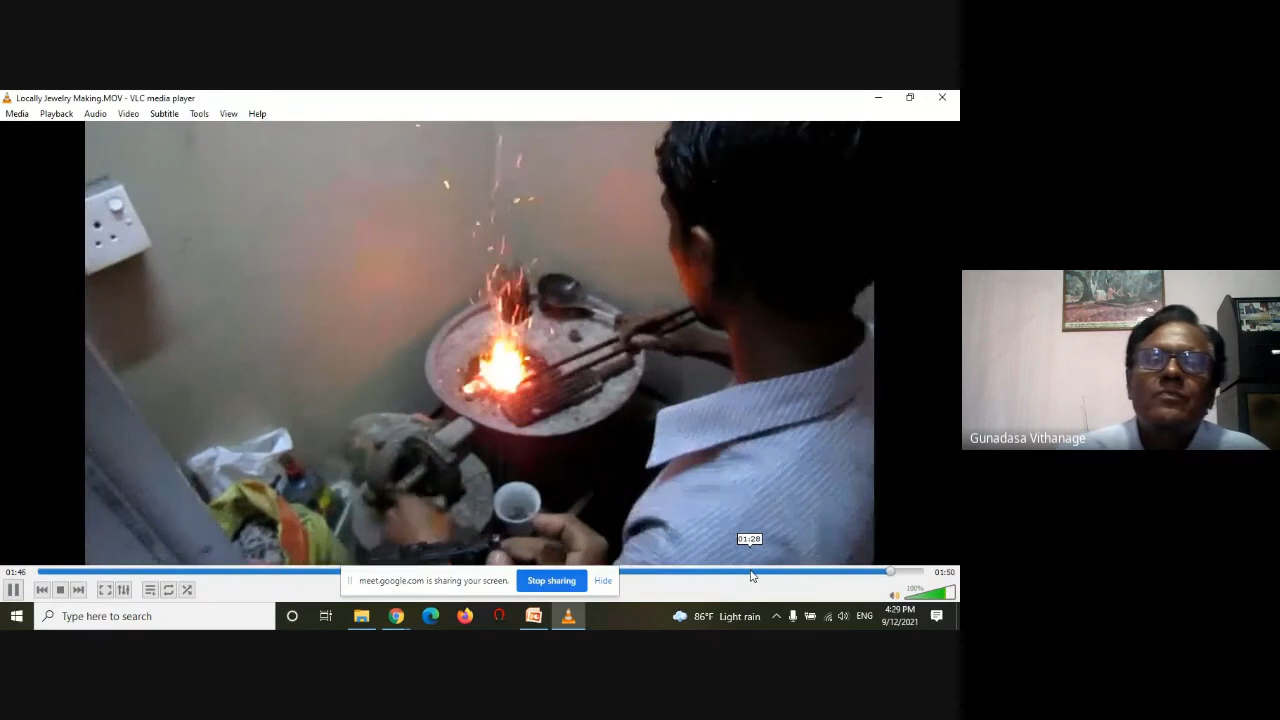 Locally Jewelry Making.MOV - VLC media player
Media Playback Audio Video Subtitle Tools View Help
Gunadasa Vithanage
01:28
01:46
01:50
meet.google.com is sharing your screen. Stop sharing Hide
100%
Type here to search
86°F Light rain
ENG
4:29 PM
9/12/2021